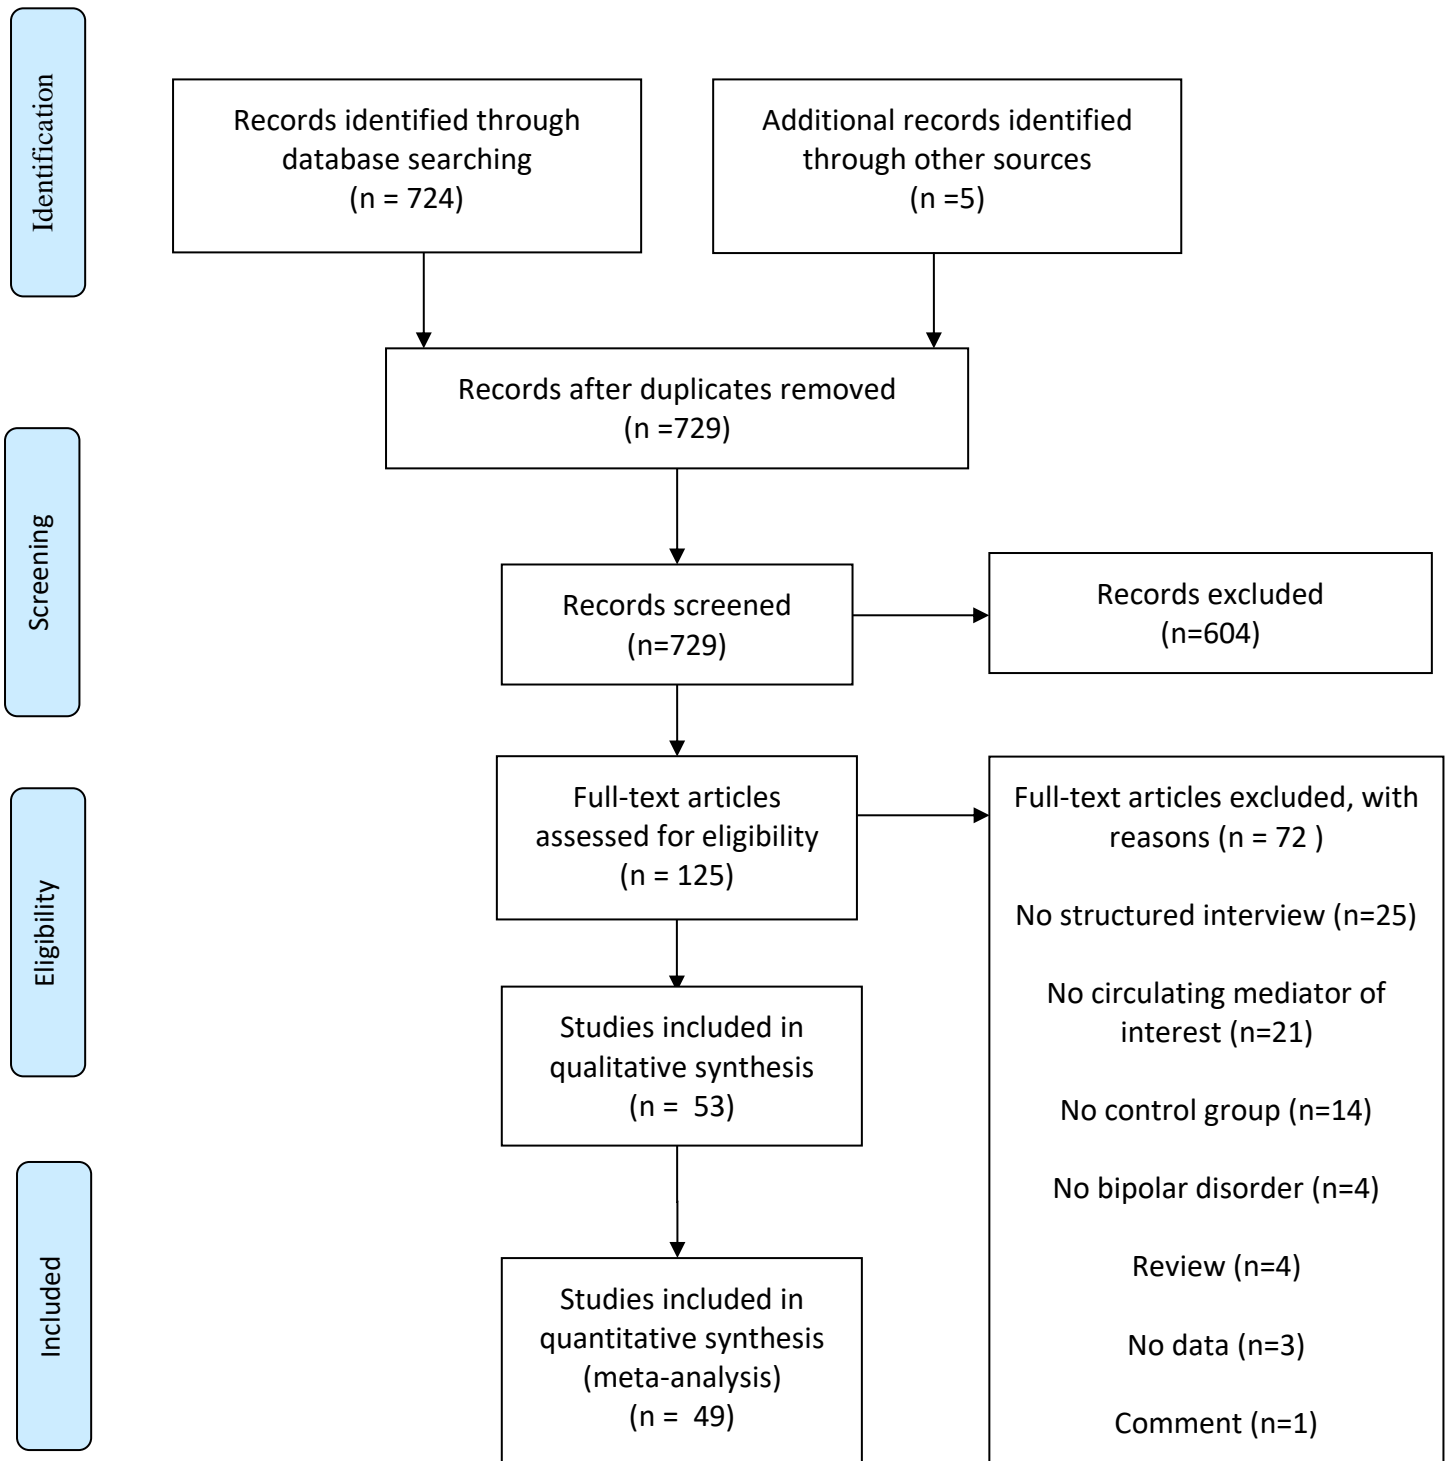 Identification
Records identified through
database searching
(n = 724)
Additional records identified
through other sources
(n =5)
Records after duplicates removed
(n =729)
Screening
Records screened
(n=729)
Records excluded
(n=604)
Eligibility
Full-text articles
assessed for eligibility
(n = 125)
Full-text articles excluded, with
reasons (n = 72 )
No structured interview (n=25)
No circulating mediator of
interest (n=21)
No control group (n=14)
No bipolar disorder (n=4)
Review (n=4)
No data (n=3)
Comment (n=1)
Studies included in
qualitative synthesis
(n =  53)
Included
Studies included in
quantitative synthesis
(meta-analysis)
(n =  49)